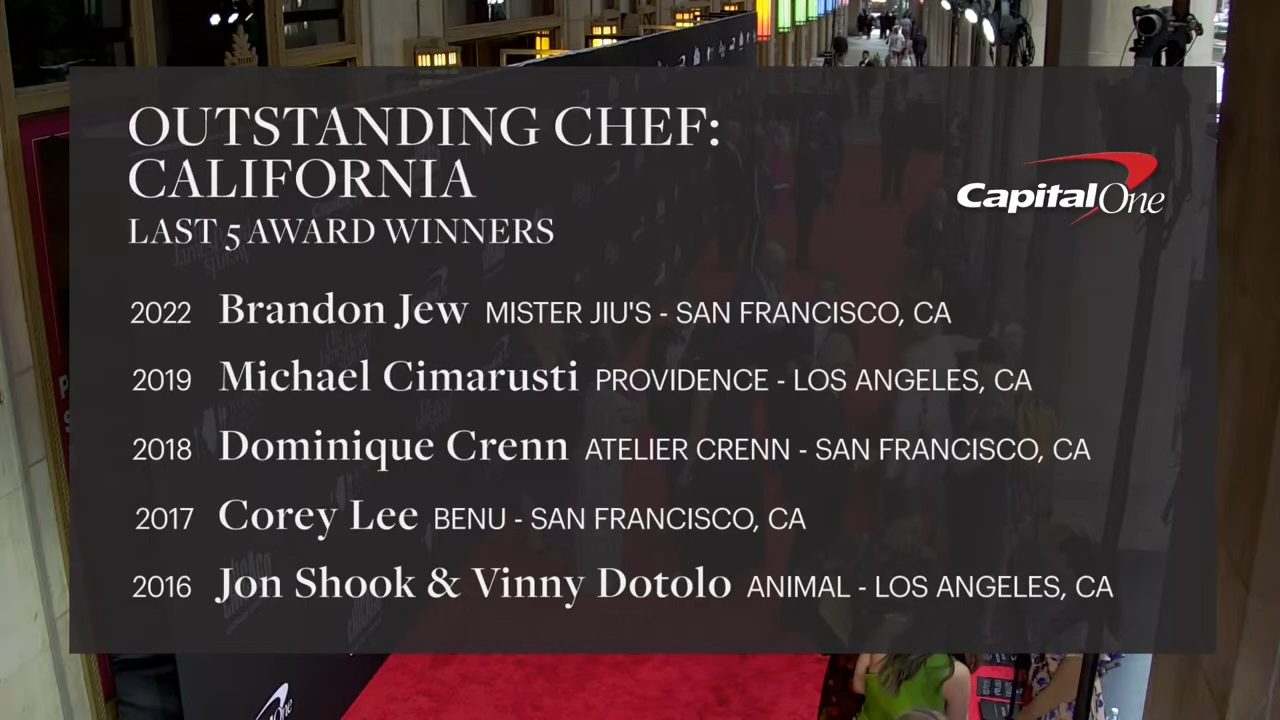 OUTSTANDING CHEF:
CALIFORNIA
LAST 5 AWARD WINNERS
Capital One
2022 Brandon Jew MISTER JIU'S - SAN FRANCISCO, CA
2019 Michael Cimarusti PROVIDENCE - LOS ANGELES, CA
2018 Dominique Crenn ATELIER CRENN - SAN FRANCISCO, CA
2017 Corey Lee BENU - SAN FRANCISCO, CA
2016 Jon Shook & Vinny Dotolo ANIMAL - LOS ANGELES, CA